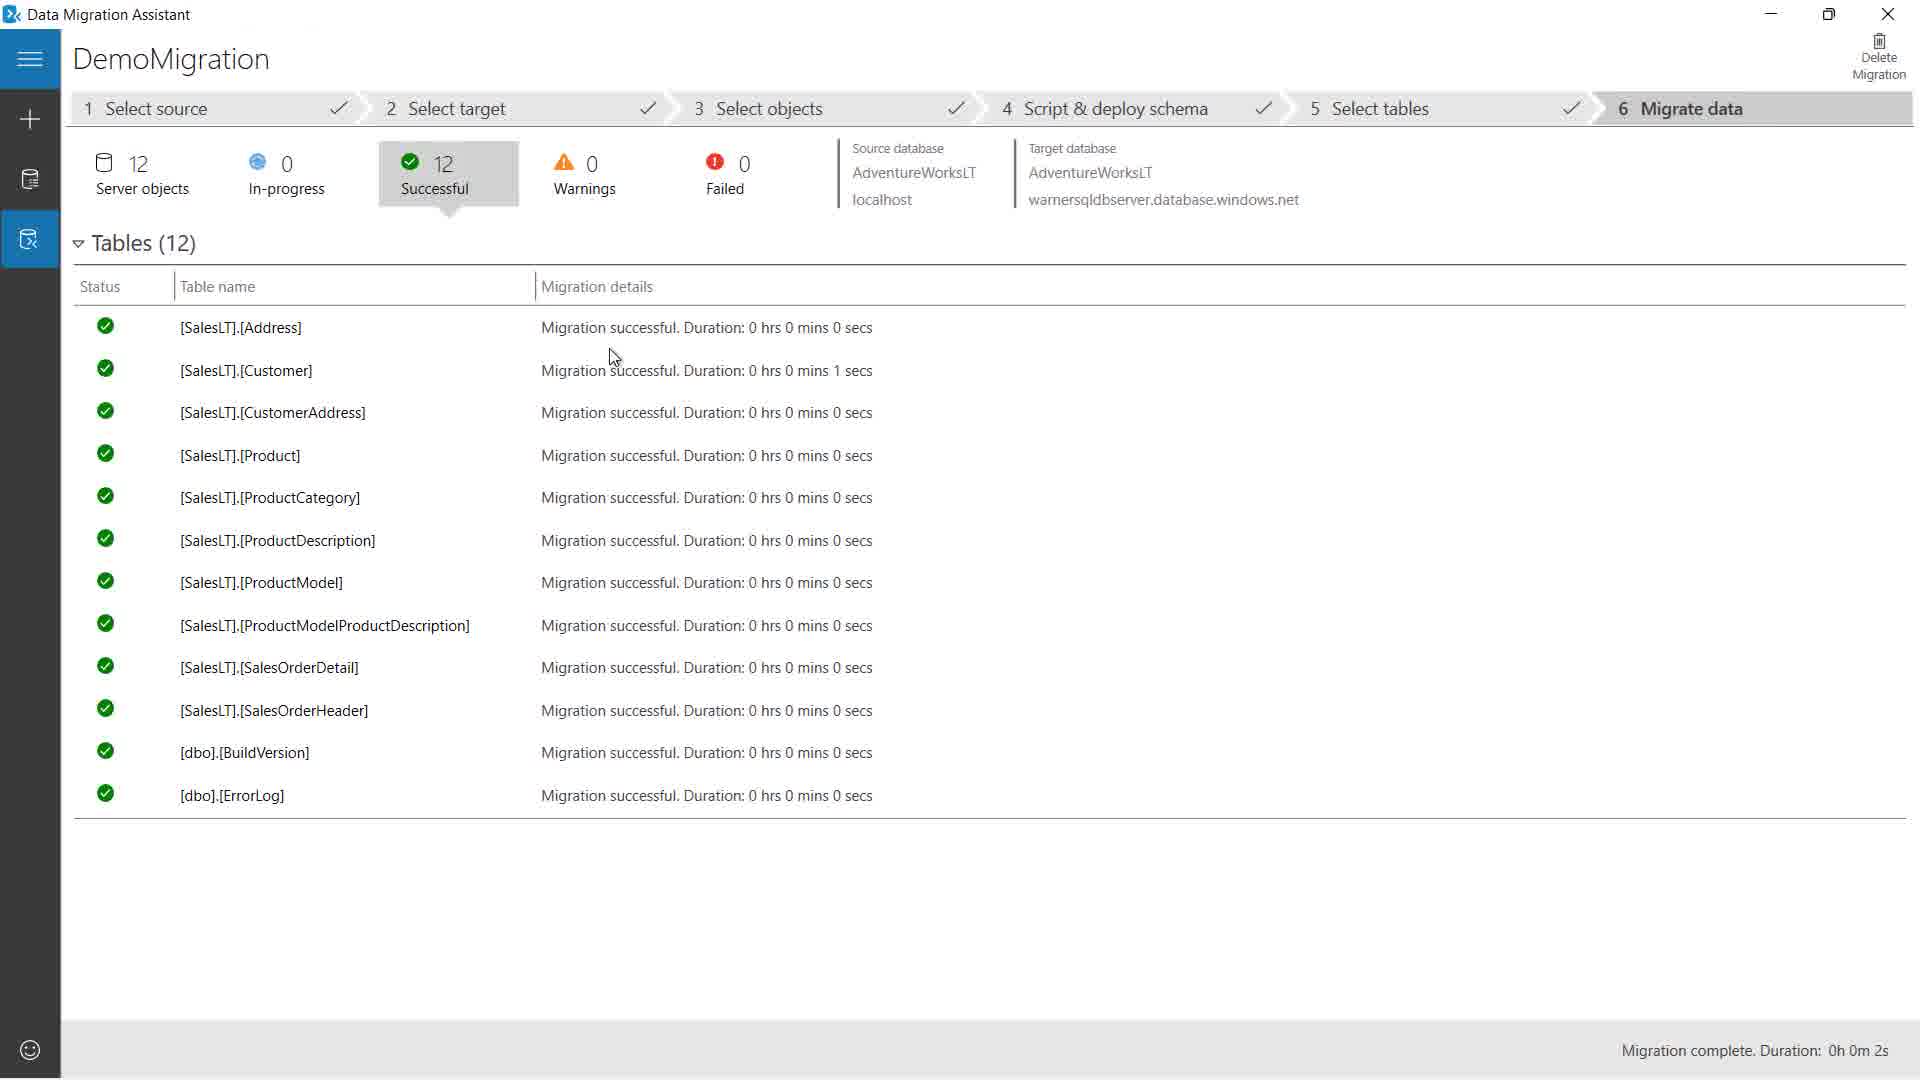 Data Migration Assistant
DemoMigration
Delete
Migration
1 Select source
2 Select target
3 Select objects
4 Script & deploy schema
5 Select tables
6 Migrate data
12
Server objects
0
In-progress
12
Successful
0
Warnings
0
Failed
Source database
AdventureWorksLT
localhost
Target database
AdventureWorksLT
warnersqldbserver.database.windows.net
Tables (12)
Status Table name Migration details
[SalesLT].[Address] Migration successful. Duration: 0 hrs 0 mins 0 secs
[SalesLT].[Customer] Migration successful. Duration: 0 hrs 0 mins 1 secs
[SalesLT].[CustomerAddress] Migration successful. Duration: 0 hrs 0 mins 0 secs
[SalesLT].[Product] Migration successful. Duration: 0 hrs 0 mins 0 secs
[SalesLT].[ProductCategory] Migration successful. Duration: 0 hrs 0 mins 0 secs
[SalesLT].[ProductDescription] Migration successful. Duration: 0 hrs 0 mins 0 secs
[SalesLT].[ProductModel] Migration successful. Duration: 0 hrs 0 mins 0 secs
[SalesLT].[ProductModelProductDescription] Migration successful. Duration: 0 hrs 0 mins 0 secs
[SalesLT].[SalesOrderDetail] Migration successful. Duration: 0 hrs 0 mins 0 secs
[SalesLT].[SalesOrderHeader] Migration successful. Duration: 0 hrs 0 mins 0 secs
[dbo].[BuildVersion] Migration successful. Duration: 0 hrs 0 mins 0 secs
[dbo].[ErrorLog] Migration successful. Duration: 0 hrs 0 mins 0 secs
Migration complete. Duration: 0h 0m 2s